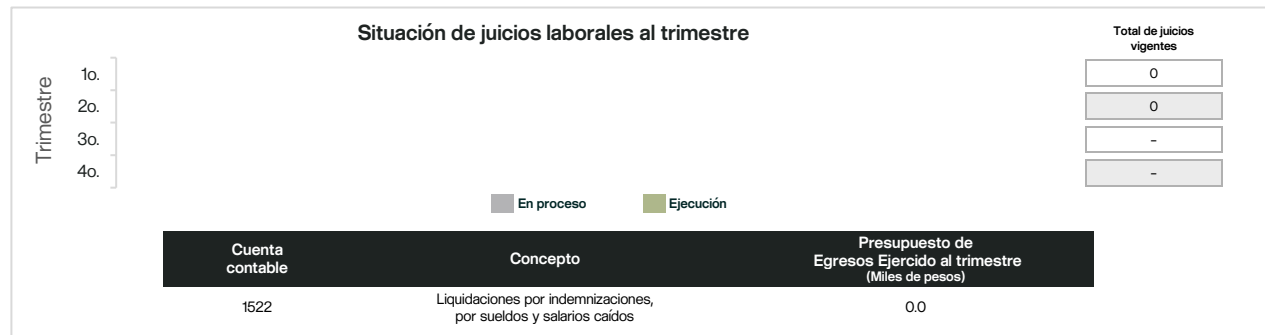 Situación de juicios laborales al trimestre
Total de juicios
vigentes
Trimestre
1o.
0
2o.
0
3o.
-
4o.
-
En proceso
Ejecución
Cuenta
contable
Concepto
Presupuesto de
Egresos Ejercido al trimestre
(Miles de pesos)
1522
Liquidaciones por indemnizaciones,
por sueldos y salarios caídos
0.0